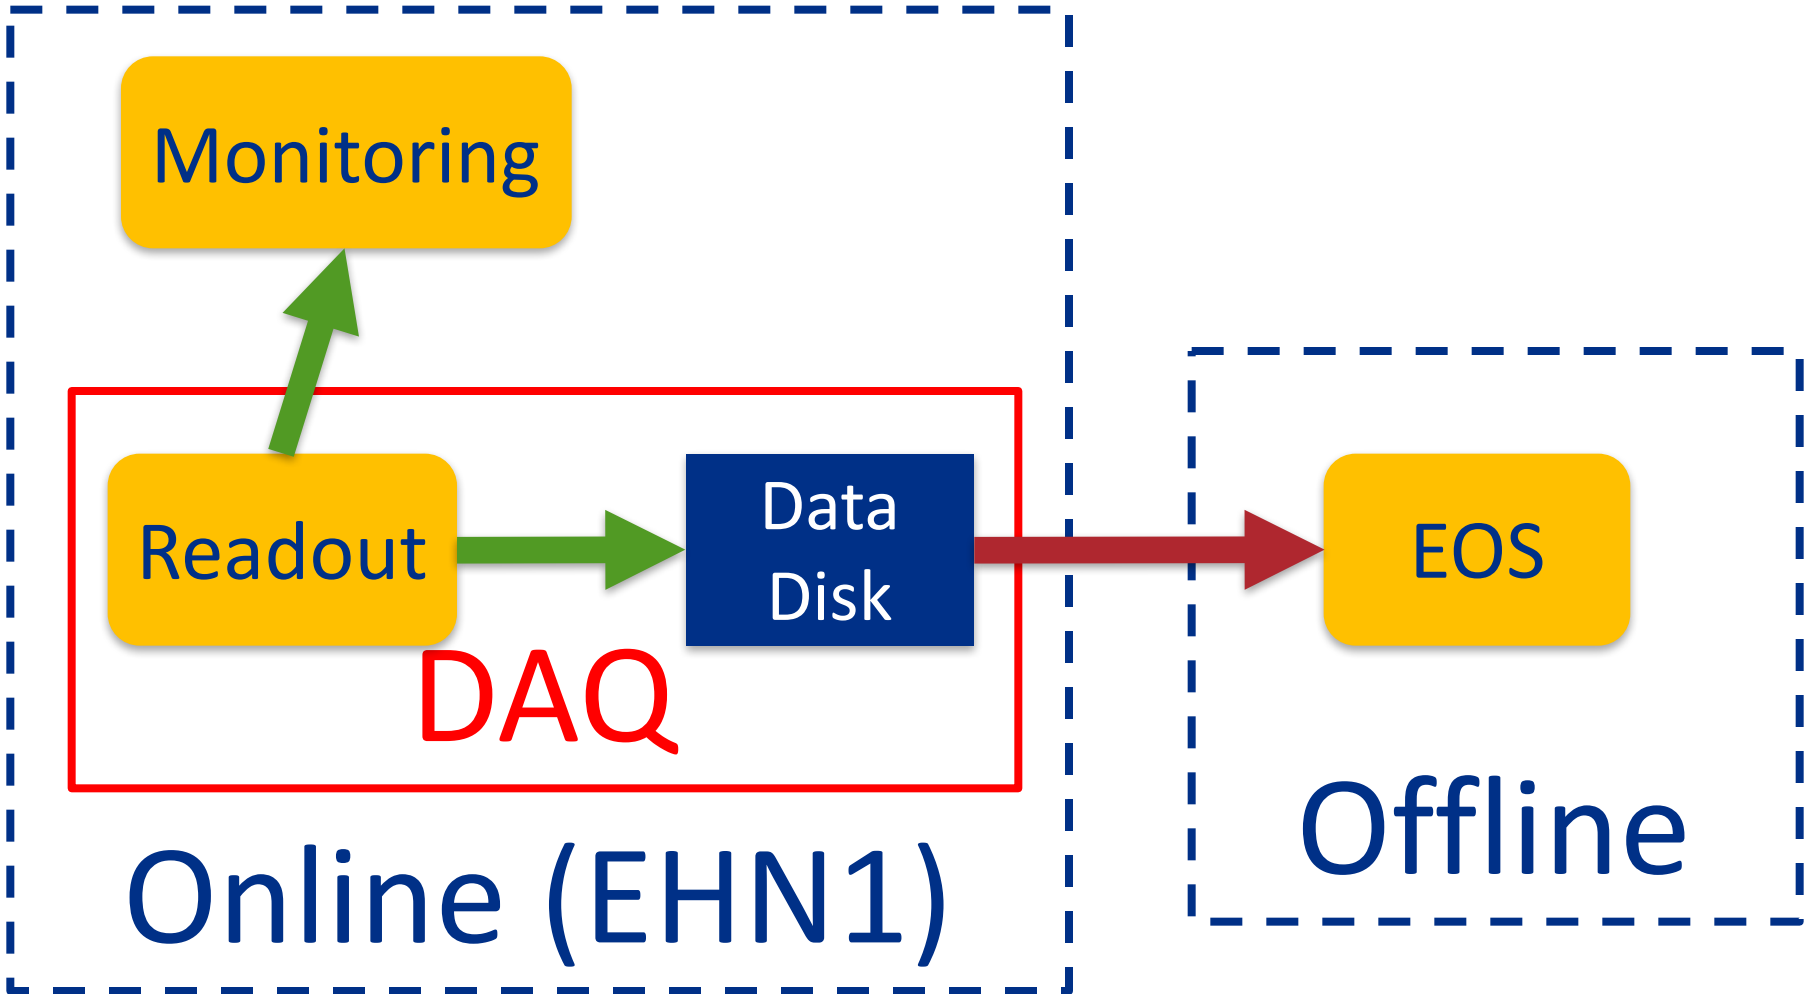 Monitoring
Readout
Data
Disk
DAQ
Online (EHN1)
EOS
Offline